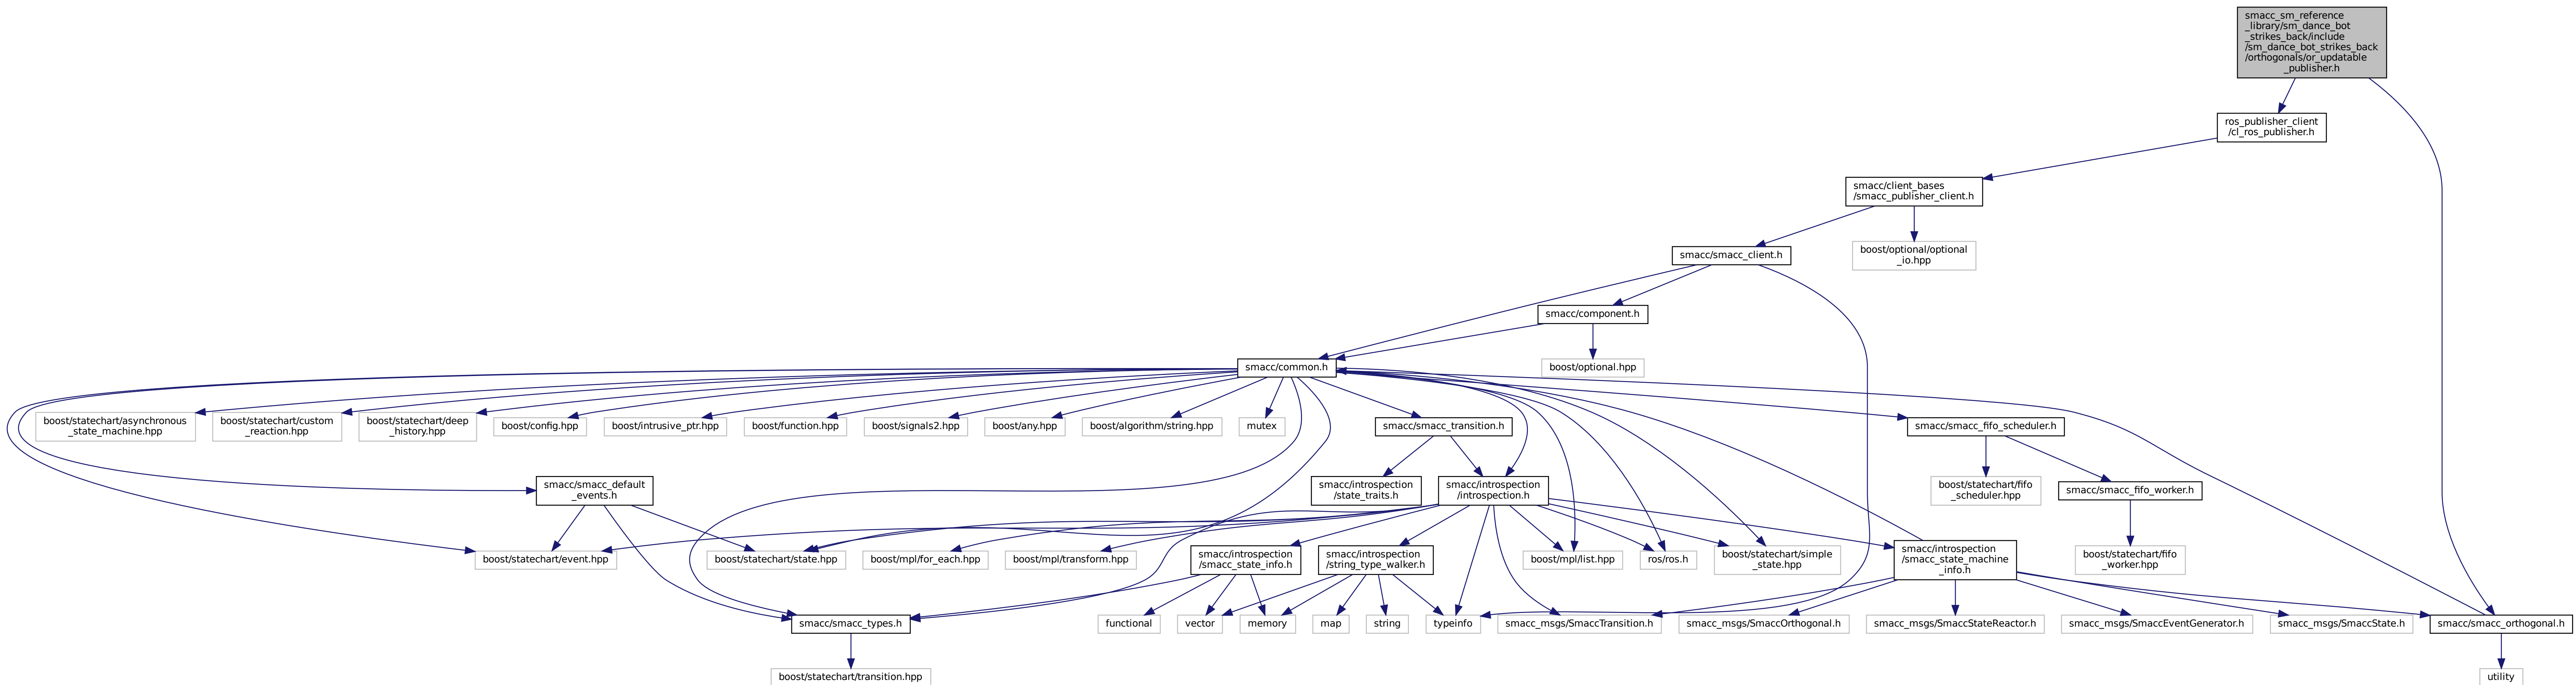 smacc_sm_reference
_library/sm_dance_bot
_strikes_back/include
/sm_dance_bot_strikes_back
/orthogonals/or_updatable
_publisher.h
ros_publisher_client
/cl_ros_publisher.h
smacc/client_bases
/smacc_publisher_client.h
smacc/smacc_client.h
boost/optional/optional
_io.hpp
smacc/component.h
smacc/common.h
boost/optional.hpp
boost/statechart/asynchronous
_state_machine.hpp
boost/statechart/custom
_reaction.hpp
boost/statechart/deep
_history.hpp
boost/config.hpp
boost/intrusive_ptr.hpp
boost/function.hpp
boost/signals2.hpp
boost/any.hpp
boost/algorithm/string.hpp
mutex
smacc/smacc_transition.h
smacc/smacc_fifo_scheduler.h
smacc/smacc_default
_events.h
smacc/introspection
/state_traits.h
smacc/introspection
/introspection.h
boost/statechart/fifo
_scheduler.hpp
smacc/smacc_fifo_worker.h
boost/statechart/event.hpp
boost/statechart/state.hpp
boost/mpl/for_each.hpp
boost/mpl/transform.hpp
smacc/introspection
/smacc_state_info.h
smacc/introspection
/string_type_walker.h
boost/mpl/list.hpp
ros/ros.h
boost/statechart/simple
_state.hpp
smacc/introspection
/smacc_state_machine
_info.h
boost/statechart/fifo
_worker.hpp
smacc/smacc_types.h
functional
vector
memory
map
string
typeinfo
smacc_msgs/SmaccTransition.h
smacc_msgs/SmaccOrthogonal.h
smacc_msgs/SmaccStateReactor.h
smacc_msgs/SmaccEventGenerator.h
smacc_msgs/SmaccState.h
smacc/smacc_orthogonal.h
boost/statechart/transition.hpp
utility